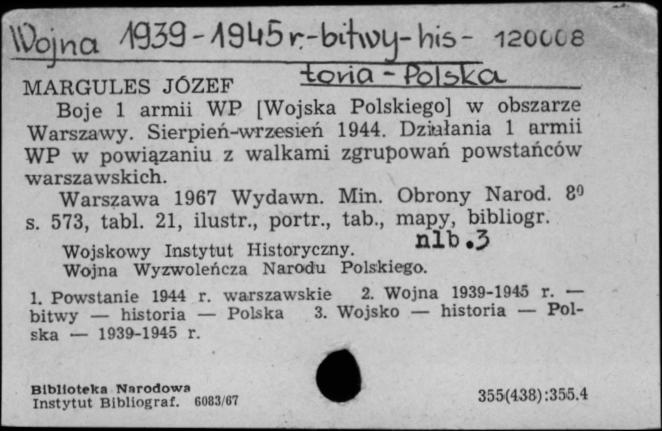 Wojna 1939-1945 r.-bitwy-his- 120008
toria - Polska
MARGULES JÓZEF
Boje 1 armii WP [Wojska Polskiego] w obszarze
Warszawy. Sierpień-wrzesień 1944. Działania 1 armii
WP w powiązaniu z walkami zgrupowań powstańców
warszawskich.
Warszawa 1967 Wydawn. Min. Obrony Narod. 8⁰
s. 573, tabl. 21, ilustr., portr., tab., mapy, bibliogr.
nlb.3
Wojskowy Instytut Historyczny.
Wojna Wyzwoleńcza Narodu Polskiego.
1. Powstanie 1944 r. warszawskie 2. Wojna 1939-1945 r. —
bitwy — historia — Polska 3. Wojsko — historia — Pol-
ska — 1939-1945 r.
Biblioteka Narodowa
Instytut Bibliograf. 6083/67
355(438):355.4